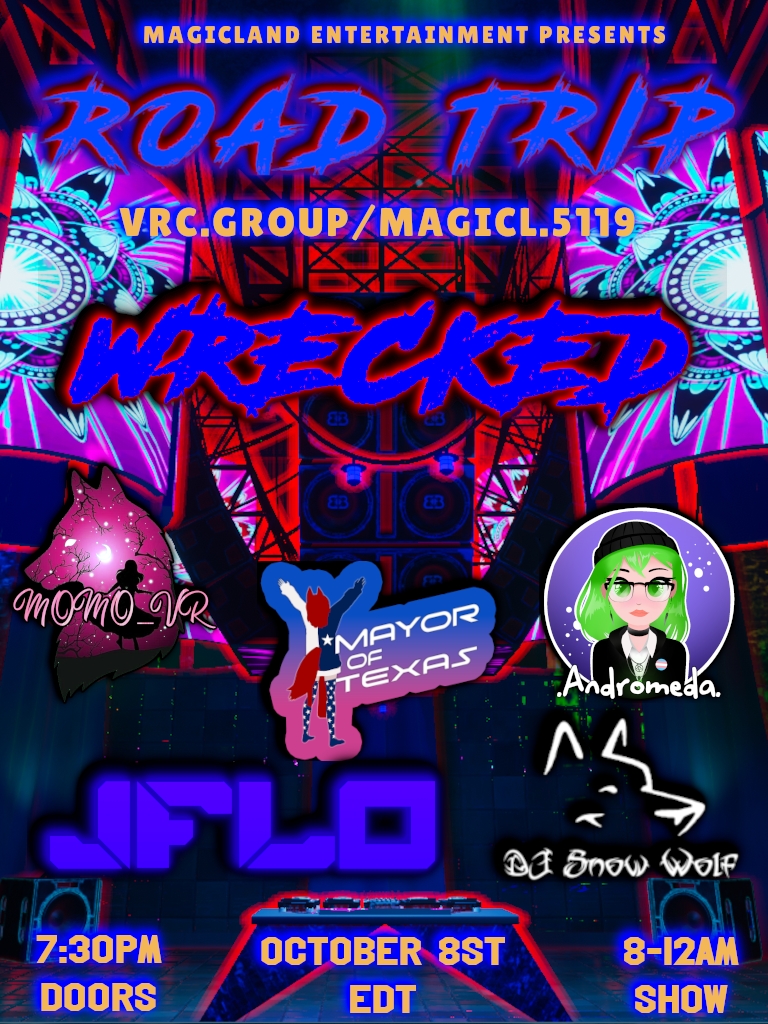 MAGICLAND ENTERTAINMENT PRESENTS
ROAD TRIP
VRC.GROUP/MAGICL.5119
WRECKED
MOMO_VR
MAYOR
OF
TEXAS
.Andromeda.
JFLO
DJ Snow Wolf
7:30PM
DOORS
OCTOBER 8ST
EDT
8-12AM
SHOW